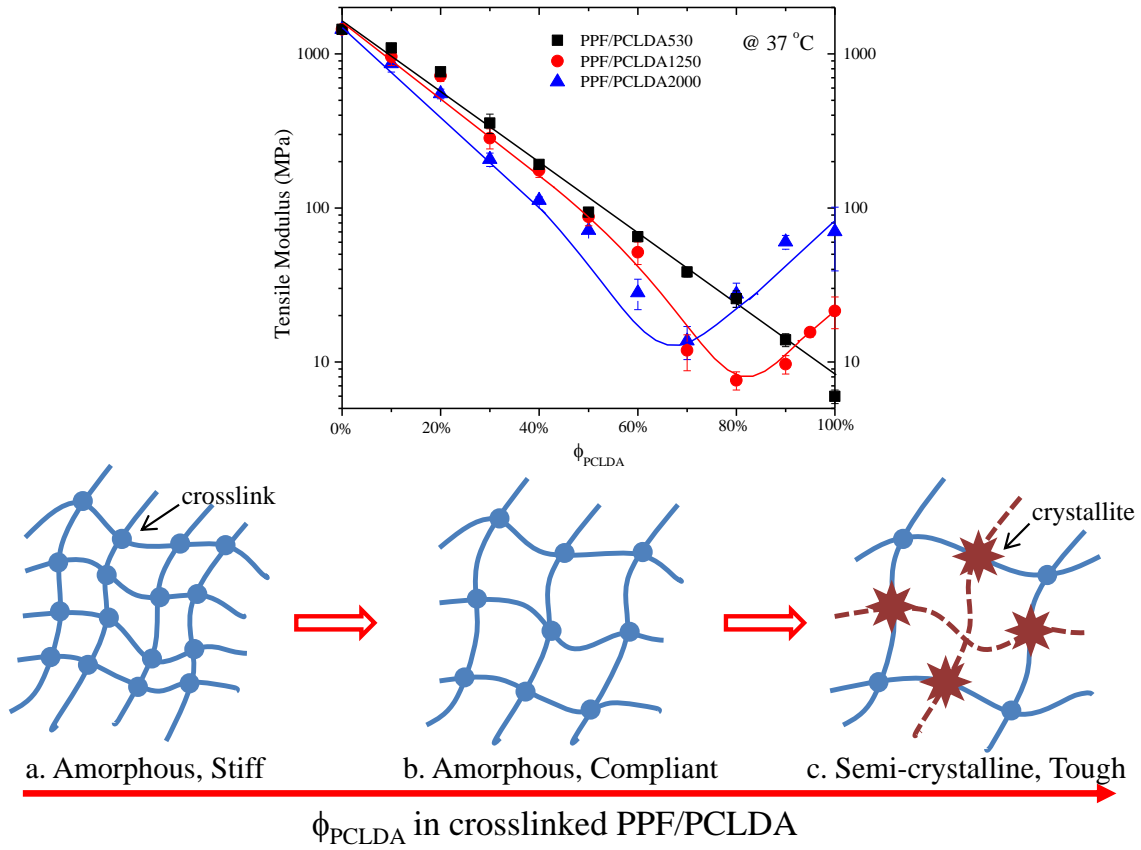 PPF/PCLDA530
PPF/PCLDA1250
PPF/PCLDA2000
@ 37 °C
Tensile Modulus (MPa)
1000
100
10
1000
100
10
0%
20%
40%
60%
80%
100%
ϕPCLDA
crosslink
crystallite
a. Amorphous, Stiff
b. Amorphous, Compliant
c. Semi-crystalline, Tough
ϕPCLDA in crosslinked PPF/PCLDA